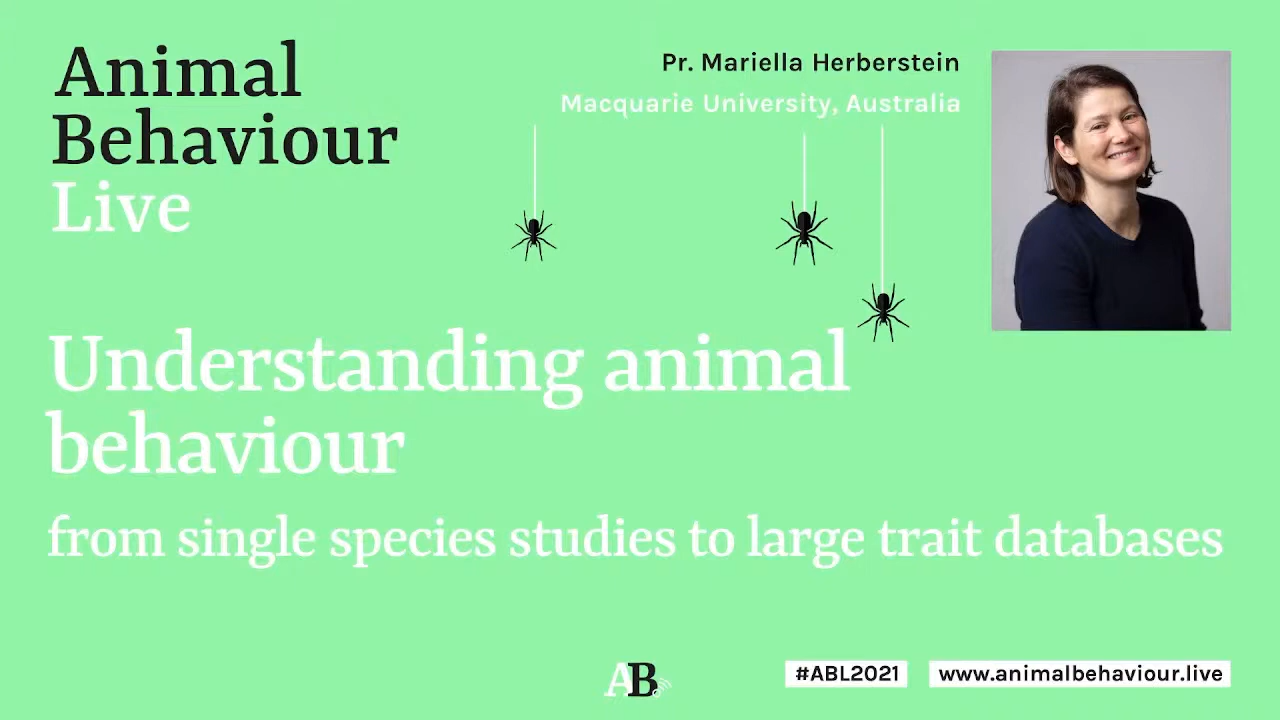 Animal
Behaviour
Live
Pr. Mariella Herberstein
Macquarie University, Australia
Understanding animal
behaviour
from single species studies to large trait databases
AB
#ABL2021
www.animalbehaviour.live